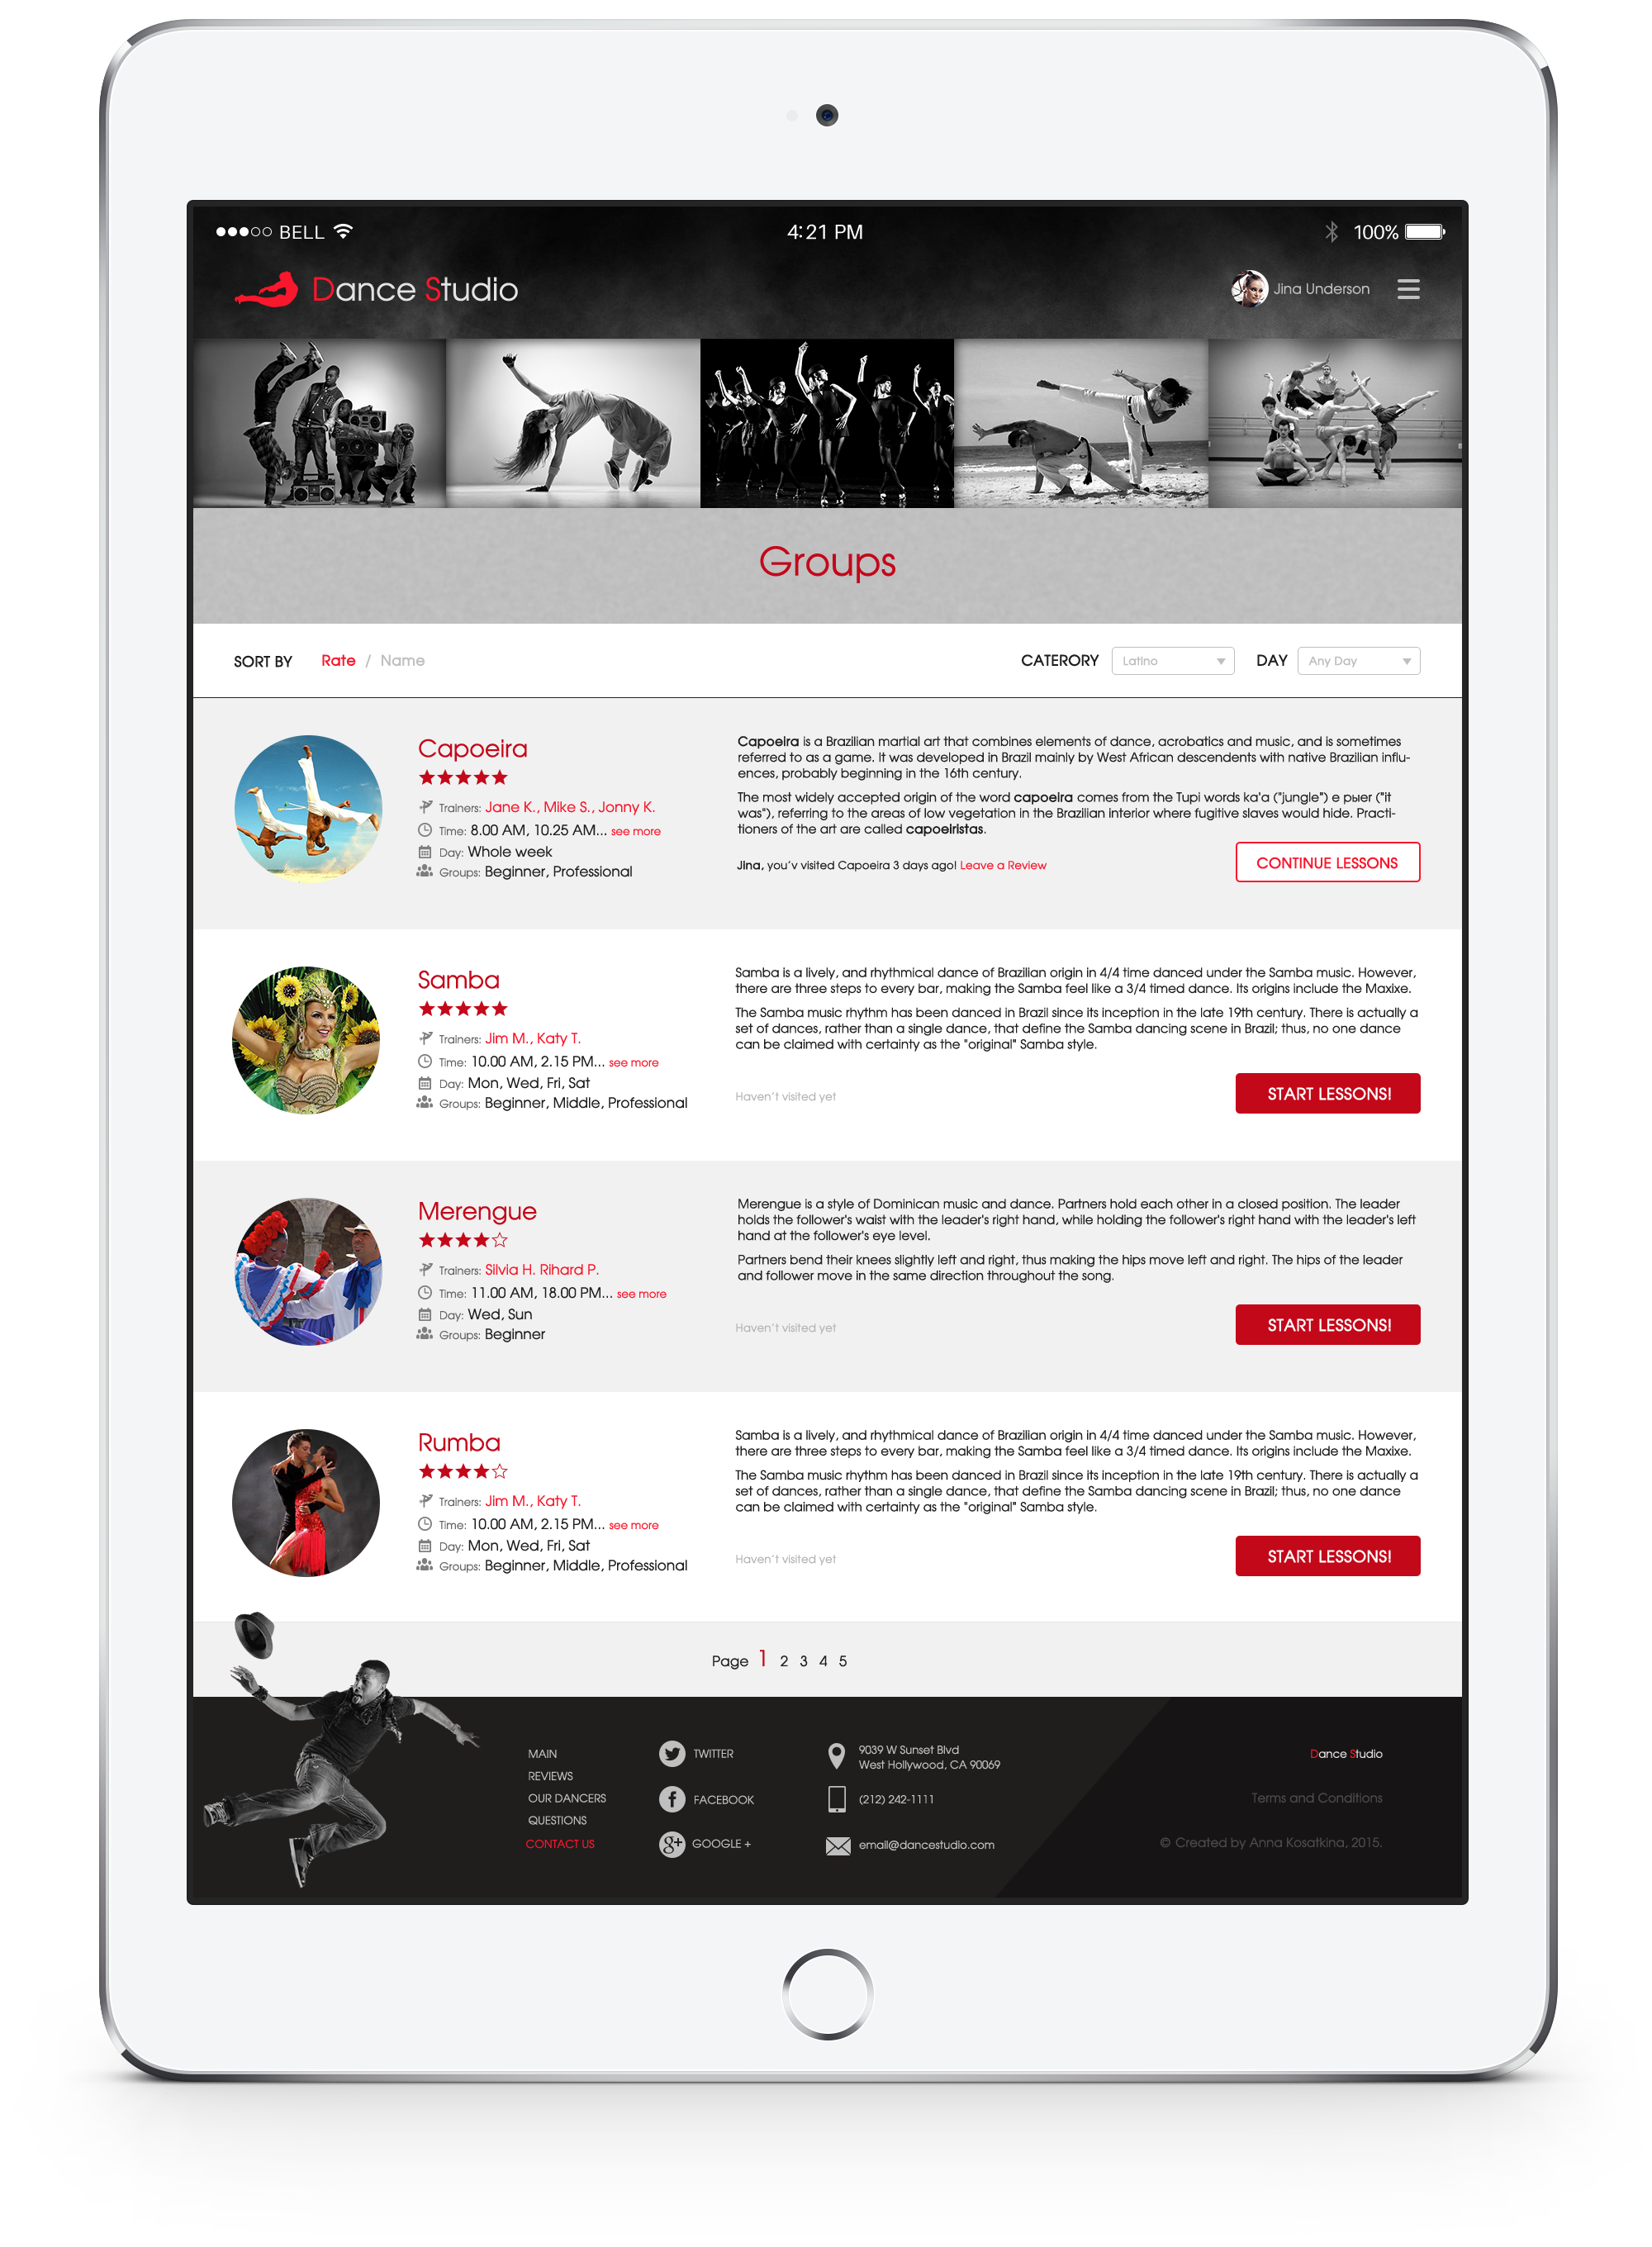 BELL
4:21 PM
100%
Dance Studio
Jina Underson
Groups
SORT BY Rate / Name
CATERORY Latino DAY Any Day
Capoeira
Trainers: Jane K., Mike S., Jonny K.
Time: 8.00 AM, 10.25 AM... see more
Day: Whole week
Groups: Beginner, Professional
Capoeira is a Brazilian martial art that combines elements of dance, acrobatics and music, and is sometimes
referred to as a game. It was developed in Brazil mainly by West African descendents with native Brazilian influ-
ences, probably beginning in the 16th century.
The most widely accepted origin of the word capoeira comes from the Tupi words ka'a ("jungle") e pыer ("it
was"), referring to the areas of low vegetation in the Brazilian interior where fugitive slaves would hide. Practi-
tioners of the art are called capoeiristas.
Jina, you'v visited Capoeira 3 days ago! Leave a Review
CONTINUE LESSONS
Samba
Trainers: Jim M., Katy T.
Time: 10.00 AM, 2.15 PM... see more
Day: Mon, Wed, Fri, Sat
Groups: Beginner, Middle, Professional
Samba is a lively, and rhythmical dance of Brazilian origin in 4/4 time danced under the Samba music. However,
there are three steps to every bar, making the Samba feel like a 3/4 timed dance. Its origins include the Maxixe.
The Samba music rhythm has been danced in Brazil since its inception in the late 19th century. There is actually a
set of dances, rather than a single dance, that define the Samba dancing scene in Brazil; thus, no one dance
can be claimed with certainty as the "original" Samba style.
Haven't visited yet
START LESSONS!
Merengue
Trainers: Silvia H. Rihard P.
Time: 11.00 AM, 18.00 PM... see more
Day: Wed, Sun
Groups: Beginner
Merengue is a style of Dominican music and dance. Partners hold each other in a closed position. The leader
holds the follower's waist with the leader's right hand, while holding the follower's right hand with the leader's left
hand at the follower's eye level.
Partners bend their knees slightly left and right, thus making the hips move left and right. The hips of the leader
and follower move in the same direction throughout the song.
Haven't visited yet
START LESSONS!
Rumba
Trainers: Jim M., Katy T.
Time: 10.00 AM, 2.15 PM... see more
Day: Mon, Wed, Fri, Sat
Groups: Beginner, Middle, Professional
Samba is a lively, and rhythmical dance of Brazilian origin in 4/4 time danced under the Samba music. However,
there are three steps to every bar, making the Samba feel like a 3/4 timed dance. Its origins include the Maxixe.
The Samba music rhythm has been danced in Brazil since its inception in the late 19th century. There is actually a
set of dances, rather than a single dance, that define the Samba dancing scene in Brazil; thus, no one dance
can be claimed with certainty as the "original" Samba style.
Haven't visited yet
START LESSONS!
Page 1 2 3 4 5
MAIN
REVIEWS
OUR DANCERS
QUESTIONS
CONTACT US
TWITTER
FACEBOOK
GOOGLE +
9039 W Sunset Blvd
West Hollywood, CA 90069
(212) 242-1111
email@dancestudio.com
Dance Studio
Terms and Conditions
© Created by Anna Kosatkina, 2015.